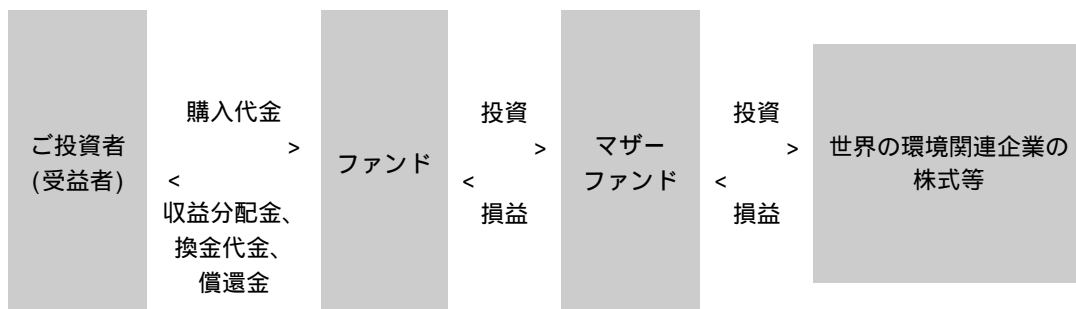 ご投資者
(受益者)
購入代金
>
<
収益分配金、
換金代金、
償還金
ファンド
投資
>
<
損益
マザー
ファンド
投資
>
<
損益
世界の環境関連企業の
株式等